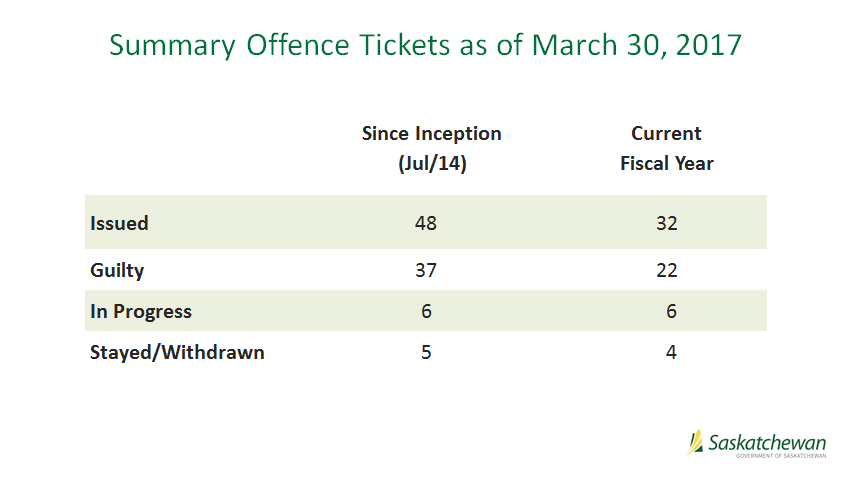 Summary Offence Tickets as of March 30, 2017
Since Inception Current
(Jul/14) Fiscal Year
Issued 48 32
Guilty 37 22
In Progress 6 6
Stayed/Withdrawn 5 4
Saskatchewan
GOVERNMENT OF SASKATCHEWAN